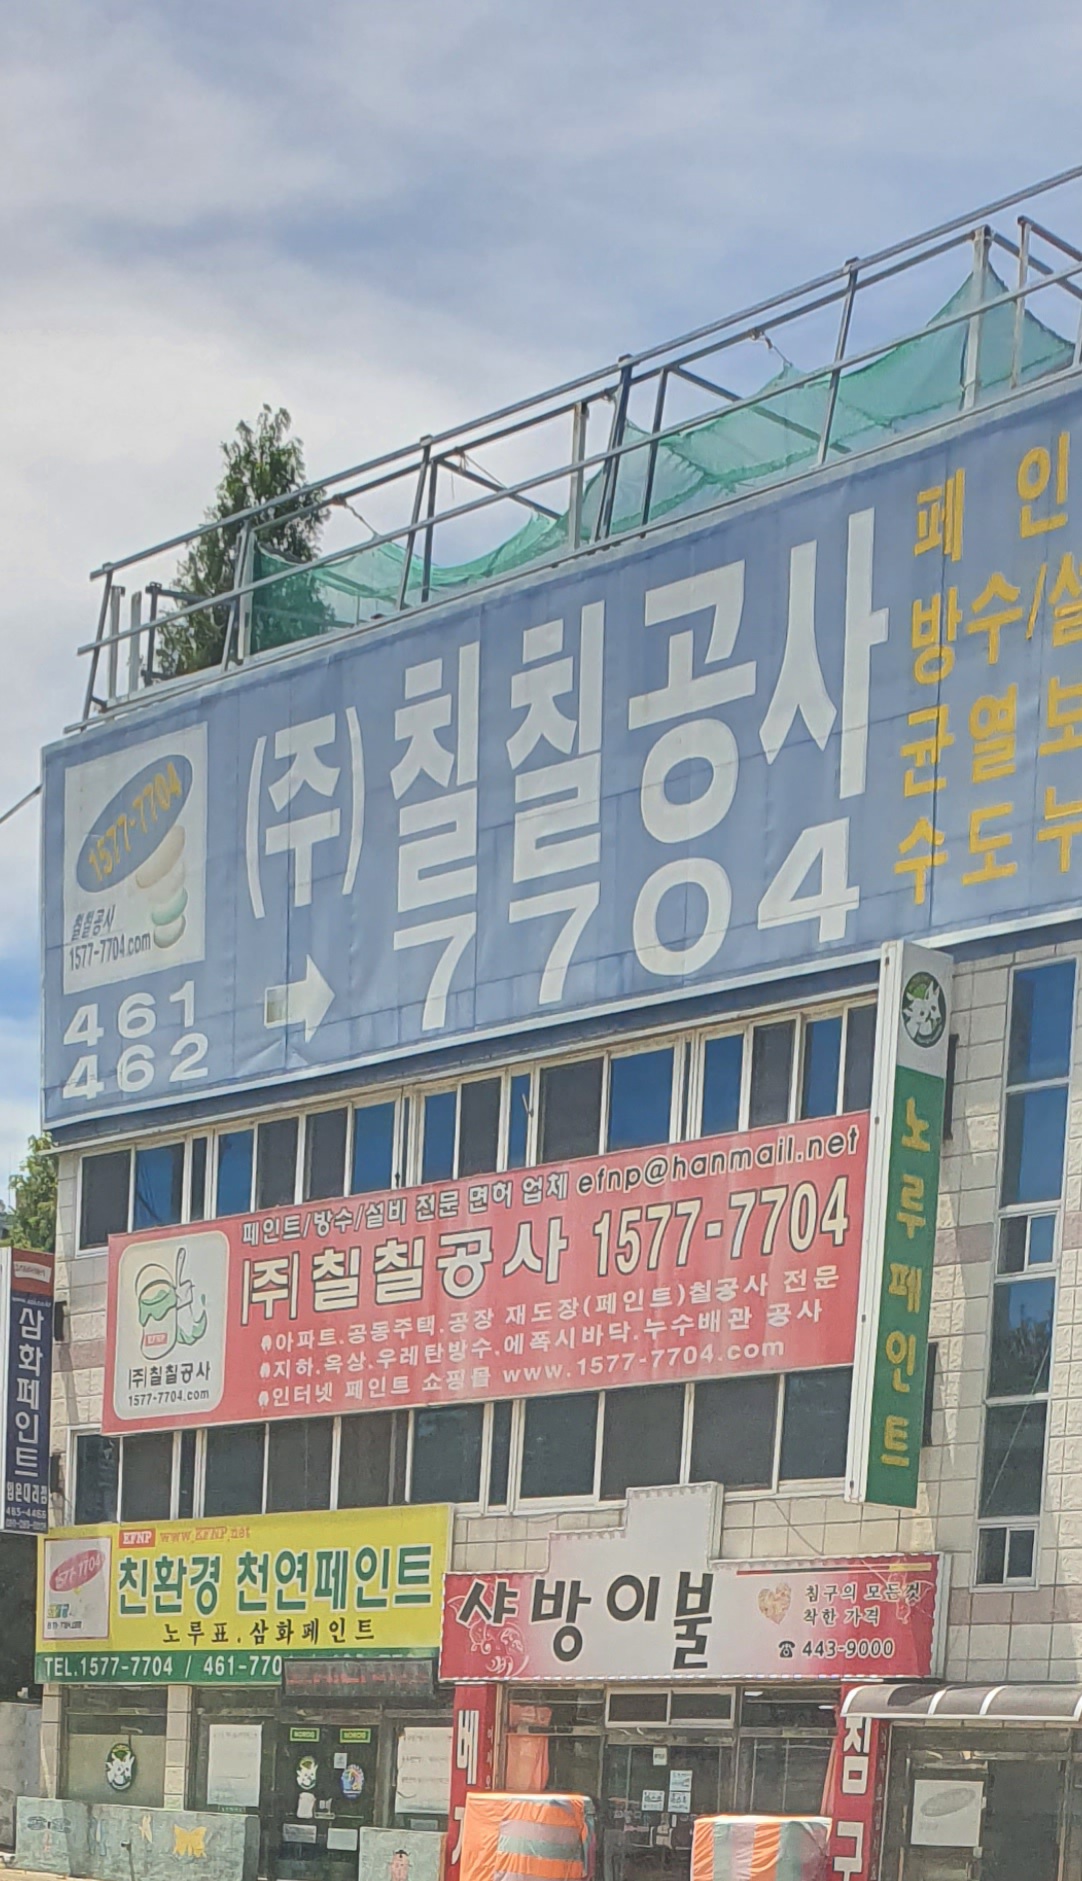 1577-7704
칠칠공사
1577-7704.com
461
462
(주)칠칠공사
7704
페인
방수/설
균열보
수도누
노루페인트
페인트/방수/설비 전문 면허 업체 efnp@hanmail.net
(주)칠칠공사 1577-7704
아파트.공동주택.공장 재도장(페인트)칠공사 전문
지하.옥상.우레탄방수.에폭시바닥.누수배관 공사
인터넷 페인트 쇼핑몰 www.1577-7704.com
EFNP
(주)칠칠공사
1577-7704.com
삼화페인트
EFNP www.EFNP.net
1577-7704
친환경 천연페인트
노루표.삼화페인트
TEL.1577-7704 / 461-770
샤방이불
침구의 모든것
착한 가격
☎ 443-9000
베
침구